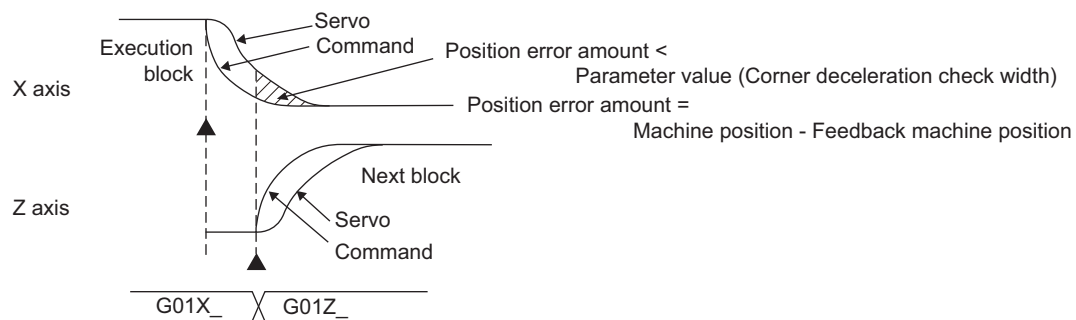 Servo
Execution
block
Command
Position error amount <
Parameter value (Corner deceleration check width)
X axis
Position error amount =
Machine position - Feedback machine position
Next block
Z axis
Servo
Command
G01X_
G01Z_